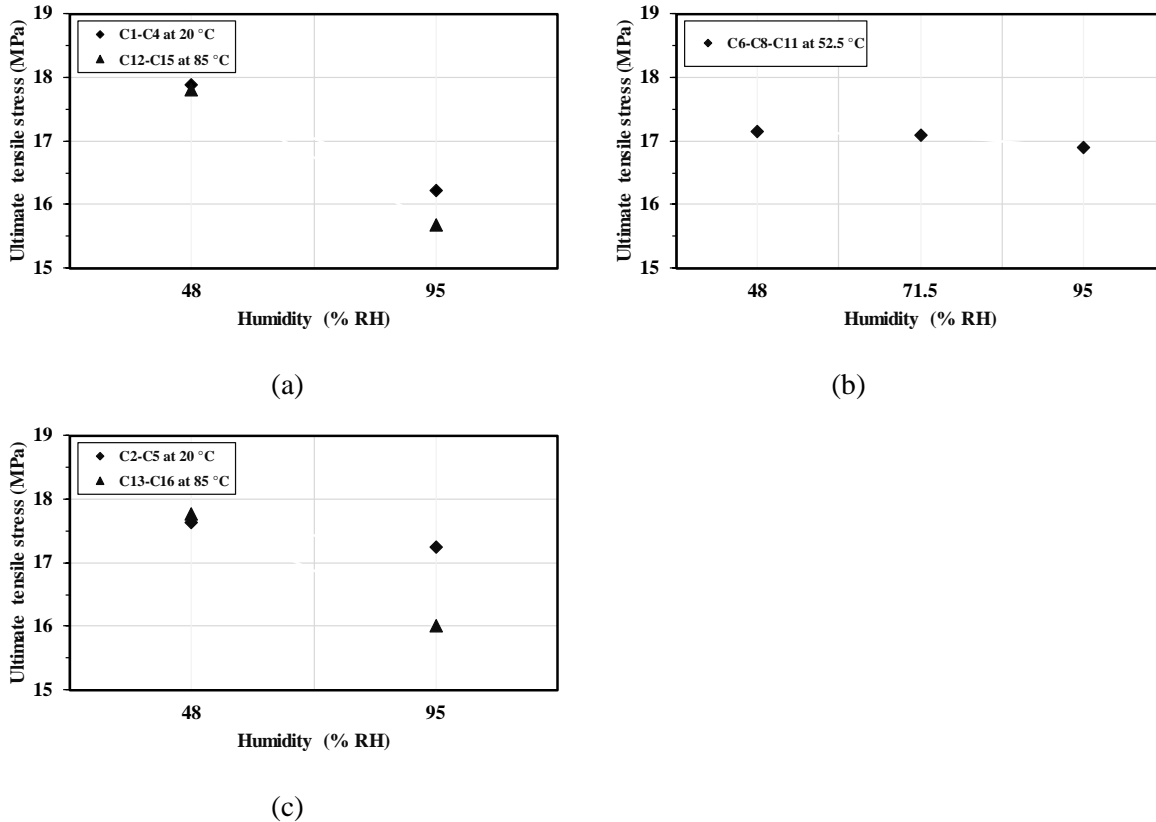 Ultimate tensile stress (MPa)
19
18
17
16
15
C1-C4 at 20 °C
C12-C15 at 85 °C
48
95
Humidity (% RH)
(a)
Ultimate tensile stress (MPa)
19
18
17
16
15
C6-C8-C11 at 52.5 °C
48
71.5
95
Humidity (% RH)
(b)
Ultimate tensile stress (MPa)
19
18
17
16
15
C2-C5 at 20 °C
C13-C16 at 85 °C
48
95
Humidity (% RH)
(c)